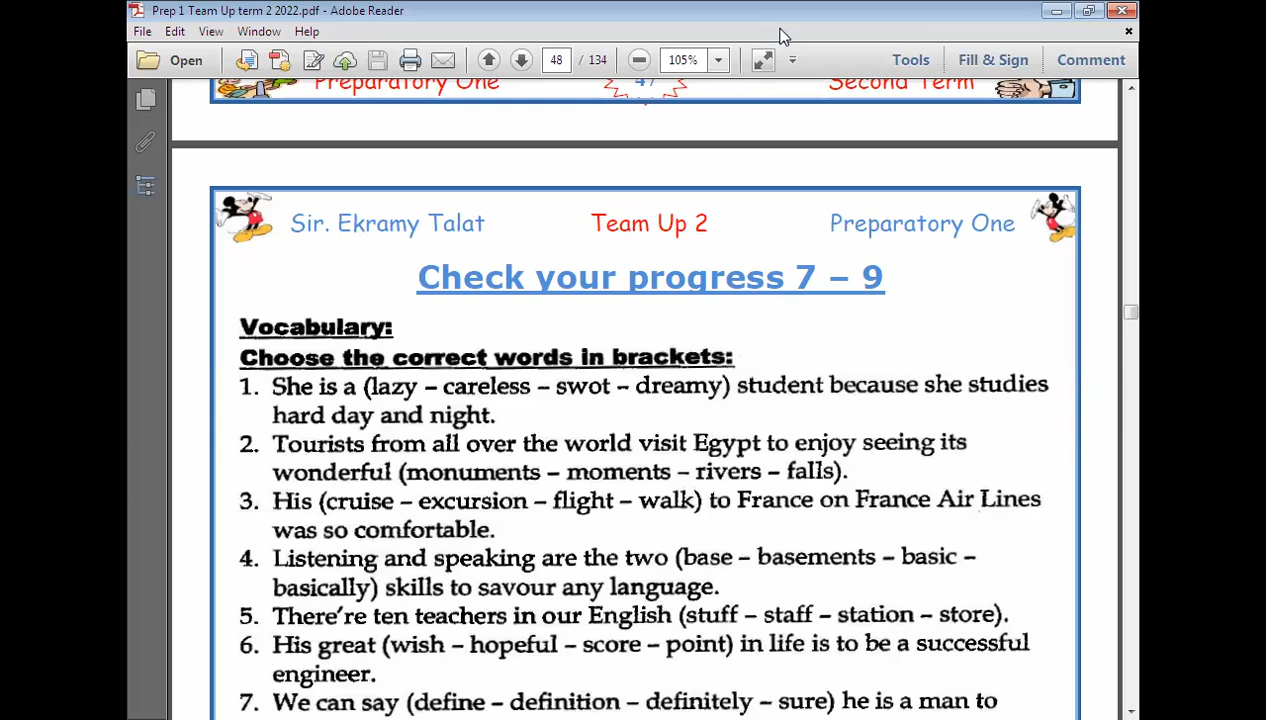 Prep 1 Team Up term 2 2022.pdf - Adobe Reader
File Edit View Window Help
Open 48 / 134 105% Tools Fill & Sign Comment
Preparatory One 47 Second Term
Sir. Ekramy Talat Team Up 2 Preparatory One
Check your progress 7 – 9
Vocabulary:
Choose the correct words in brackets:
1. She is a (lazy – careless – swot – dreamy) student because she studies
hard day and night.
2. Tourists from all over the world visit Egypt to enjoy seeing its
wonderful (monuments – moments – rivers – falls).
3. His (cruise – excursion – flight – walk) to France on France Air Lines
was so comfortable.
4. Listening and speaking are the two (base – basements – basic –
basically) skills to savour any language.
5. There're ten teachers in our English (stuff – staff – station – store).
6. His great (wish – hopeful – score – point) in life is to be a successful
engineer.
7. We can say (define – definition – definitely – sure) he is a man to